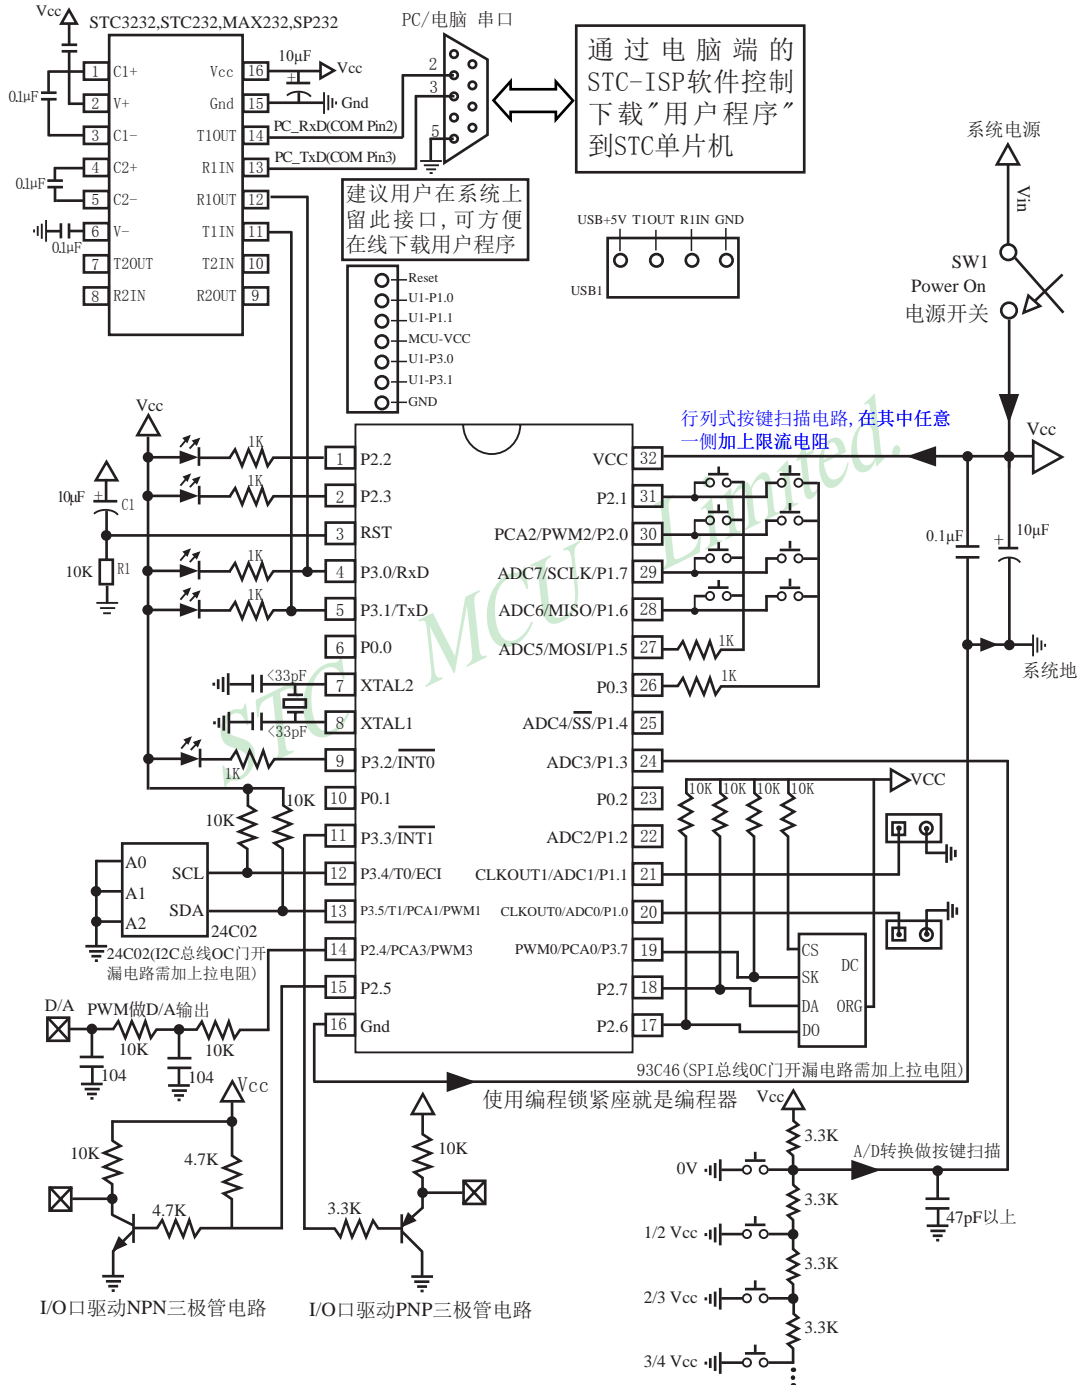 Vcc
STC3232,STC232,MAX232,SP232
PC/电脑 串口
通过电脑端的
STC-ISP软件控制
下载"用户程序"
到STC单片机
1 C1+
2 V+
3 C1-
4 C2+
5 C2-
6 V-
7 T2OUT
8 R2IN
Vcc 16
Gnd 15
T1OUT 14
R1IN 13
R1OUT 12
T1IN 11
T2IN 10
R2OUT 9
0.1μF
0.1μF
0.1μF
10μF
+
Vcc
Gnd
PC_RxD(COM Pin2)
PC_TxD(COM Pin3)
2
3
5
建议用户在系统上
留此接口,可方便
在线下载用户程序
Reset
U1-P1.0
U1-P1.1
MCU-VCC
U1-P3.0
U1-P3.1
GND
USB+5V T1OUT R1IN GND
USB1
系统电源
Vin
SW1
Power On
电源开关
行列式按键扫描电路,在其中任意
一侧加上限流电阻
Vcc
0.1μF
+
10μF
系统地
Vcc
1K
1K
10μF
+
C1
10K
R1
1K
1K
<33pF
<33pF
1K
10K
10K
1 P2.2
2 P2.3
3 RST
4 P3.0/RxD
5 P3.1/TxD
6 P0.0
7 XTAL2
8 XTAL1
9 P3.2/INT0
10 P0.1
11 P3.3/INT1
12 P3.4/T0/ECI
13 P3.5/T1/PCA1/PWM1
14 P2.4/PCA3/PWM3
15 P2.5
16 Gnd
VCC 32
P2.1 31
PCA2/PWM2/P2.0 30
ADC7/SCLK/P1.7 29
ADC6/MISO/P1.6 28
ADC5/MOSI/P1.5 27
P0.3 26
ADC4/SS/P1.4 25
ADC3/P1.3 24
P0.2 23
ADC2/P1.2 22
CLKOUT1/ADC1/P1.1 21
CLKOUT0/ADC0/P1.0 20
PWM0/PCA0/P3.7 19
P2.7 18
P2.6 17
STC MCU Limited.
1K
1K
10K 10K 10K 10K
VCC
CS
SK
DA
DO
DC
ORG
93C46(SPI总线OC门开漏电路需加上拉电阻)
A0
A1
A2
SCL
SDA
24C02
24C02(I2C总线OC门开
漏电路需加上拉电阻)
D/A
PWM做D/A输出
10K
10K
104
104
使用编程锁紧座就是编程器
Vcc
10K
4.7K
4.7K
I/O口驱动NPN三极管电路
10K
3.3K
I/O口驱动PNP三极管电路
Vcc
3.3K
A/D转换做按键扫描
0V
3.3K
47pF以上
1/2 Vcc
3.3K
2/3 Vcc
3.3K
3/4 Vcc